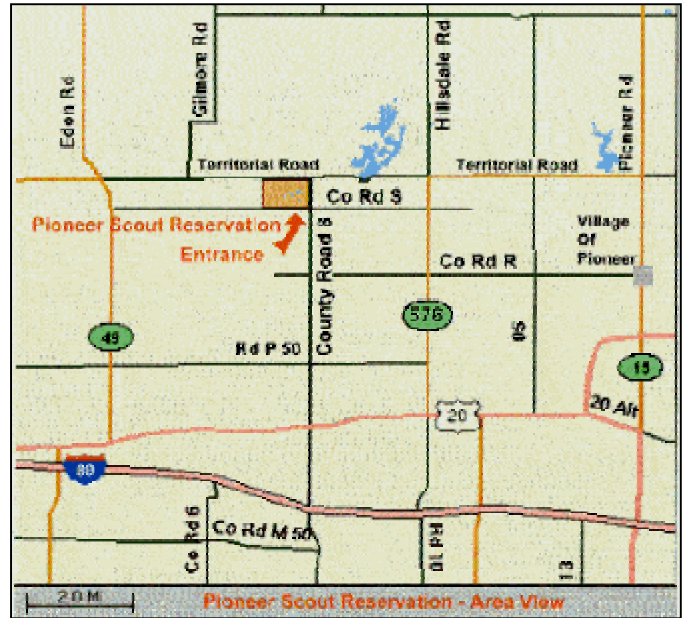 Gilmore Rd
Hillsdale Rd
Eden Rd
Pioneer Rd
Territorial Road
Territorial Road
Co Rd S
Pioneer Scout Reservation
Entrance
Village
Of
Pioneer
Co Rd R
County Road 8
49
576
Rd P 50
15
20 Alt
20
80
Co Rd 6
Co Rd M 50
13
2.0 Mi
Pioneer Scout Reservation - Area View